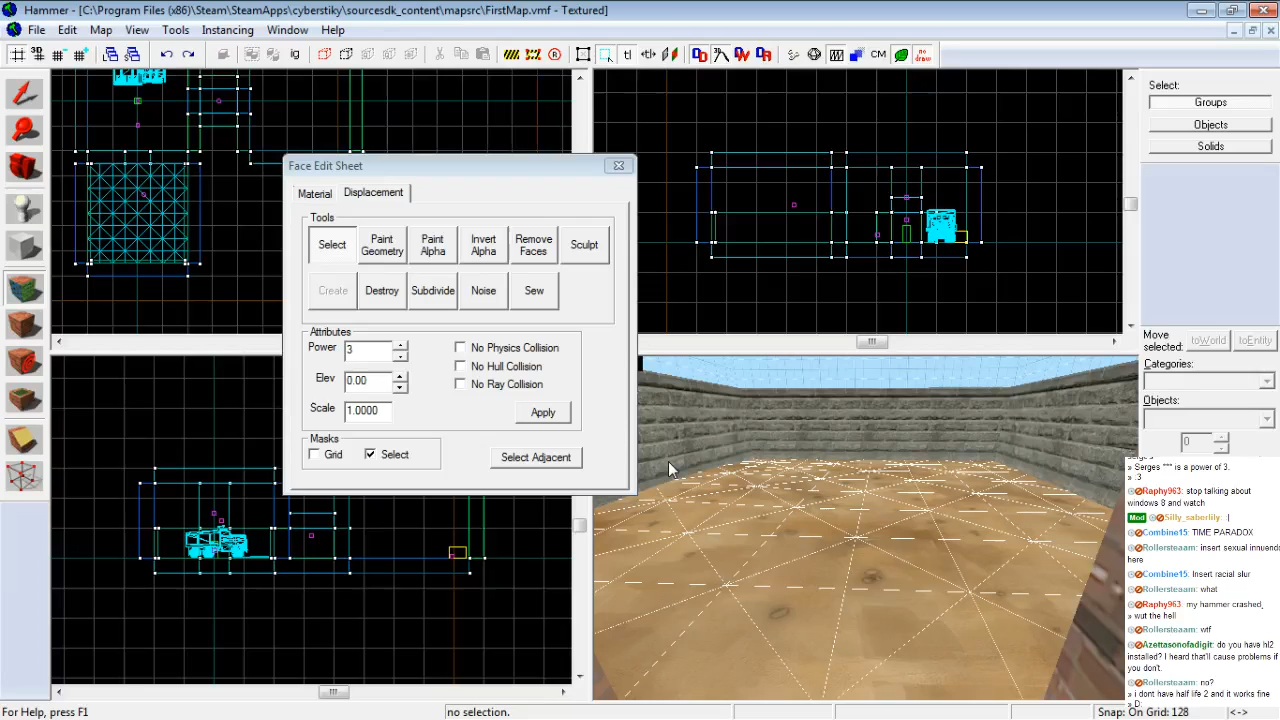 Hammer - [C:\Program Files (x86)\Steam\SteamApps\cyberstiky\sourcesdk_content\mapsrc\FirstMap.vmf - Textured]
File Edit Map View Tools Instancing Window Help
Select:
Groups
Objects
Solids
Face Edit Sheet
Material Displacement
Tools
Select Paint Geometry Paint Alpha Invert Alpha Remove Faces Sculpt
Create Destroy Subdivide Noise Sew
Attributes
Power 3 No Physics Collision
Elev 0.00 No Hull Collision
Scale 1.0000 No Ray Collision
Apply
Masks
Grid Select
Select Adjacent
Move selected: toWorld toEntity
Categories:
Objects:
0
Serges *** is a power of 3.
» :3
Raphy963: stop talking about
windows 8 and watch
Mod Silly_saberlily: :|
Combine15: TIME PARADOX
Rollersteaam: insert sexual innuendo
here
Combine15: Insert racial slur
Rollersteaam: what
Raphy963: my hammer crashed,
» wut the hell
Rollersteaam: wtf
Azettasonofadigit: do you have hl2
installed? I heard that'll cause problems if
you don't.
Rollersteaam: no?
» i dont have half life 2 and it works fine
» D:
For Help, press F1 no selection. Snap: On Grid: 128 <->